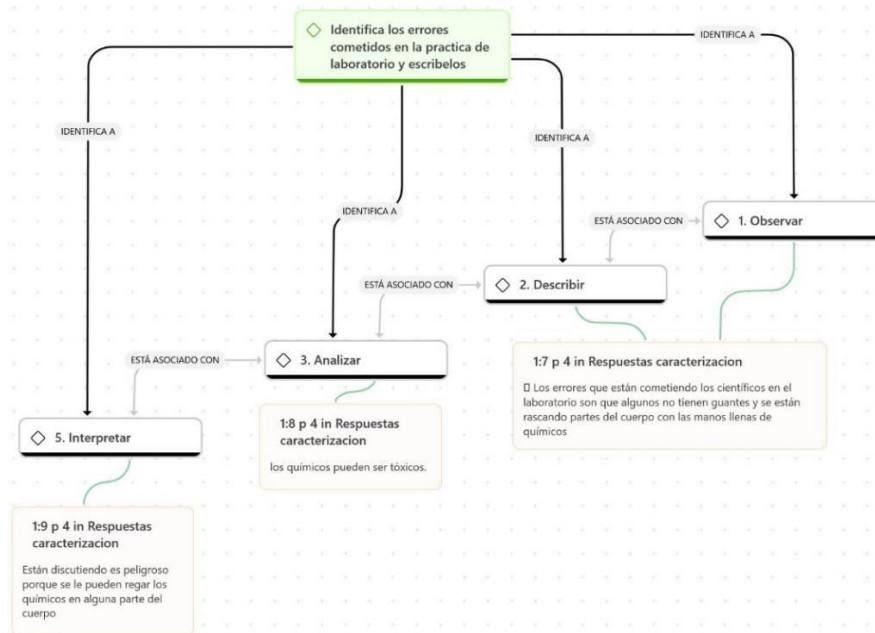 Identifica los errores
cometidos en la practica de
laboratorio y escribelos
IDENTIFICA A
IDENTIFICA A
IDENTIFICA A
IDENTIFICA A
ESTÁ ASOCIADO CON
1. Observar
ESTÁ ASOCIADO CON
2. Describir
ESTÁ ASOCIADO CON
3. Analizar
5. Interpretar
1:7 p 4 in Respuestas caracterizacion
Los errores que están cometiendo los científicos en el
laboratorio son que algunos no tienen guantes y se están
rascando partes del cuerpo con las manos llenas de
químicos
1:8 p 4 in Respuestas
caracterizacion
los químicos pueden ser tóxicos.
1:9 p 4 in Respuestas
caracterizacion
Están discutiendo es peligroso
porque se le pueden regar los
químicos en alguna parte del
cuerpo